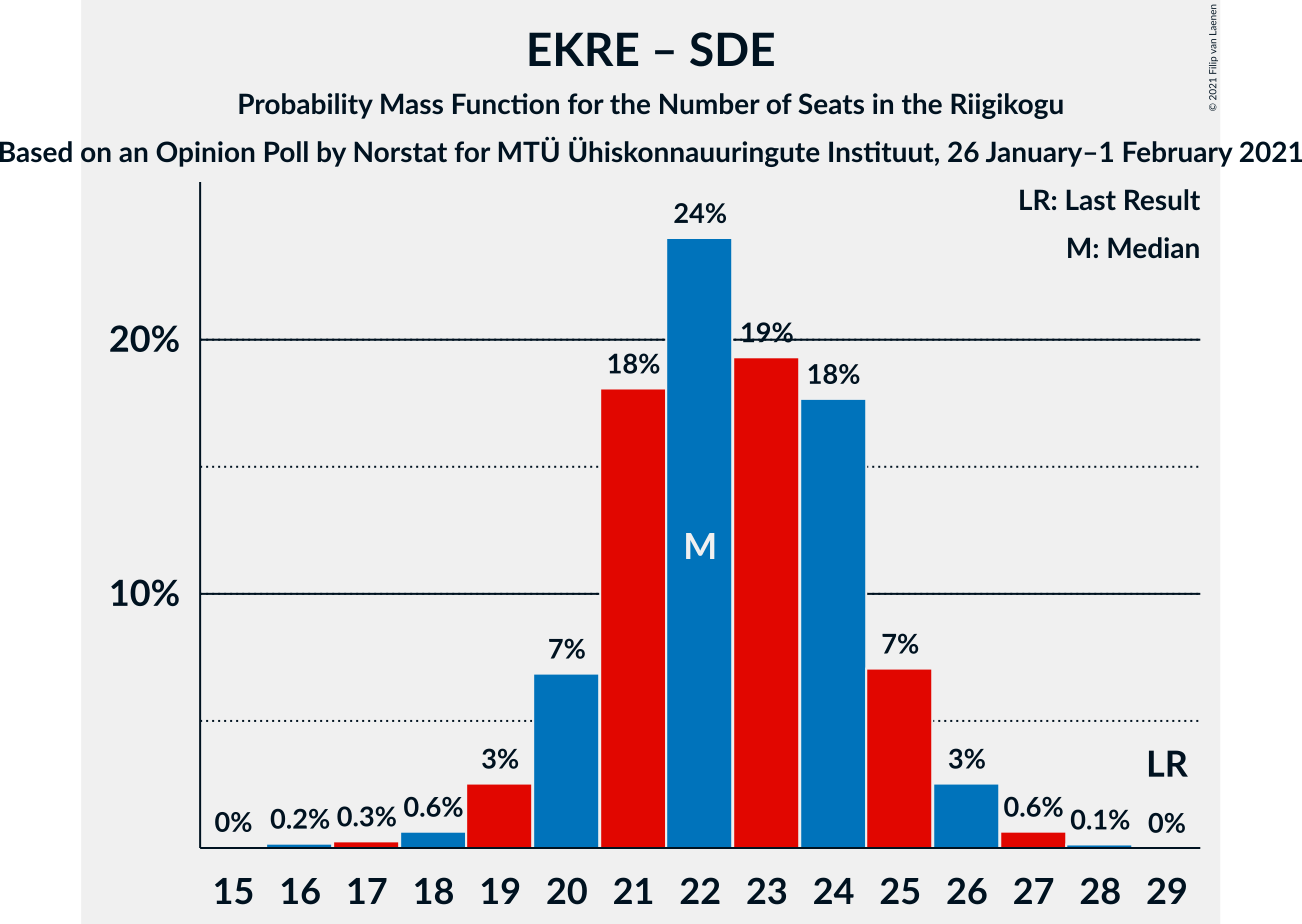 EKRE – SDE
Probability Mass Function for the Number of Seats in the Riigikogu
Based on an Opinion Poll by Norstat for MTÜ Ühiskonnauuringute Instituut, 26 January–1 February 2021
© 2021 Filip van Laenen
LR: Last Result
M: Median
20%
10%
0%
0.2%
0.3%
0.6%
3%
7%
18%
24%
19%
18%
7%
3%
0.6%
0.1%
0%
M
LR
15 16 17 18 19 20 21 22 23 24 25 26 27 28 29